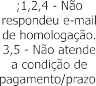 ;1,2,4 - Não
respondeu e-mail
de homologação.
3,5 - Não atende
a condição de
pagamento/prazo